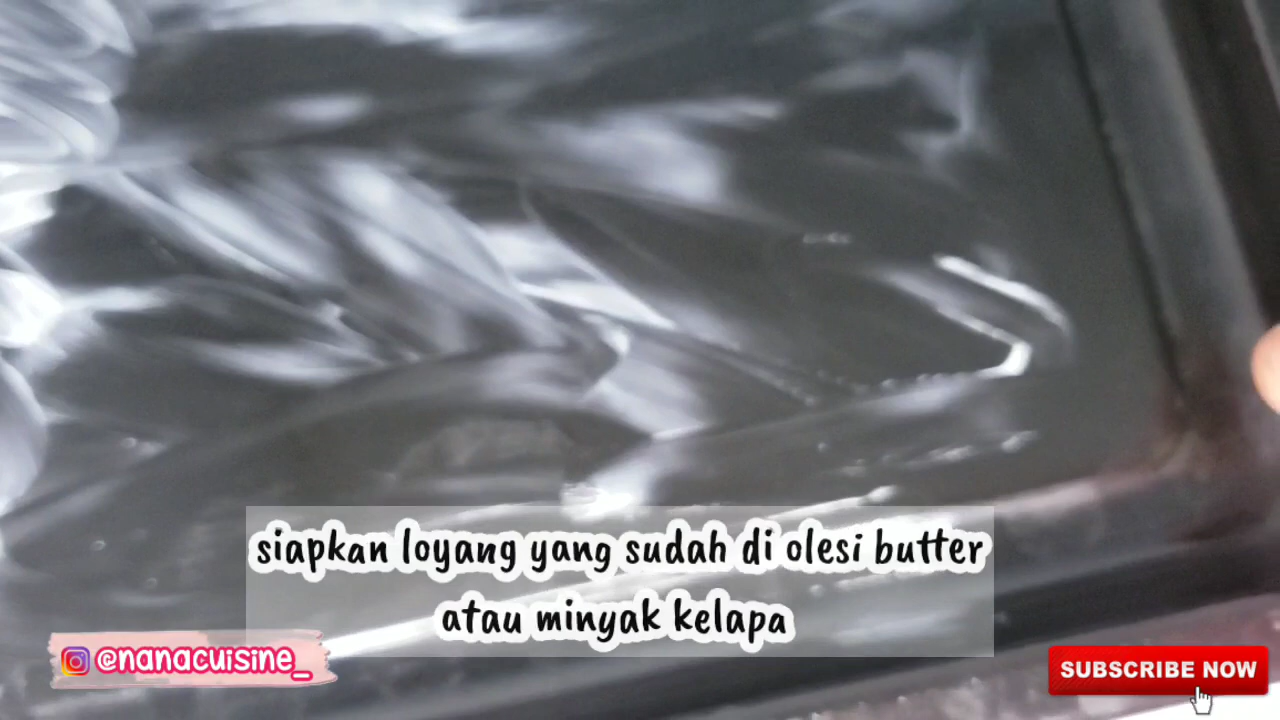 siapkan loyang yang sudah di olesi butter
atau minyak kelapa
@nanacuisine_
SUBSCRIBE NOW